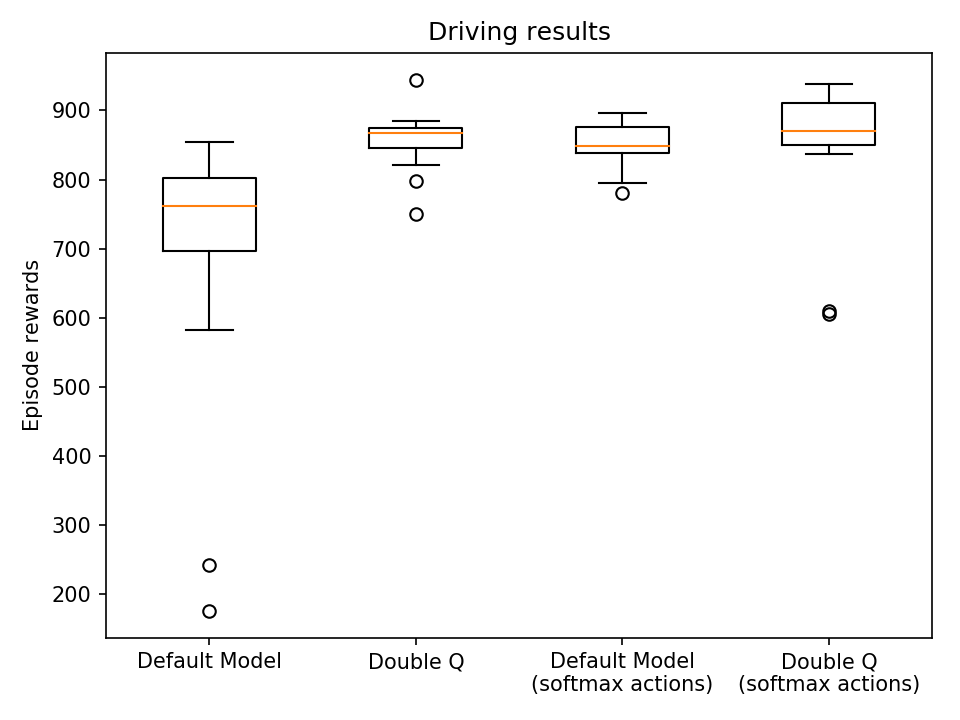 Driving results
Episode rewards
900
800
700
600
500
400
300
200
Default Model
Double Q
Default Model
(softmax actions)
Double Q
(softmax actions)